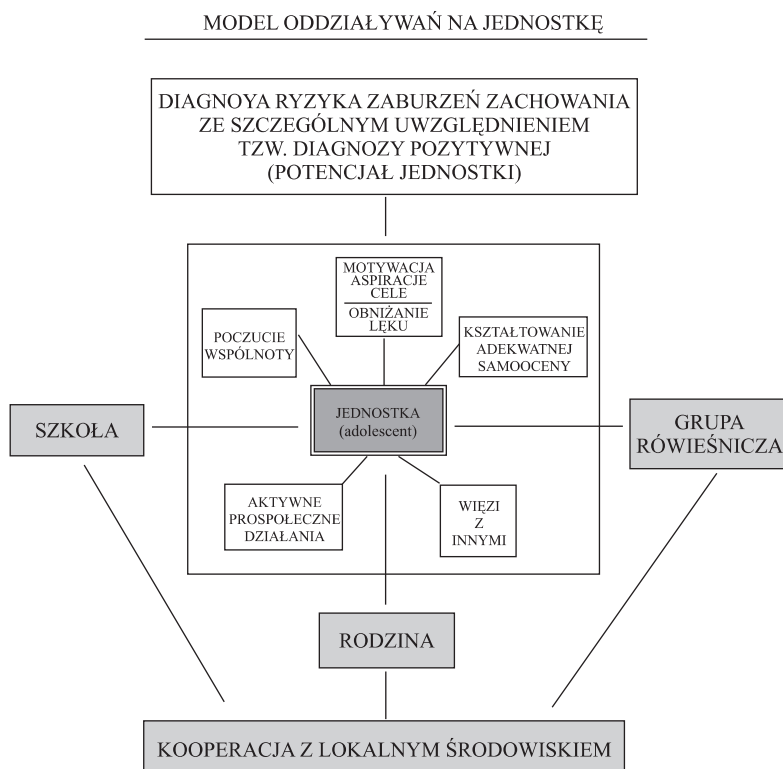 MODEL ODDZIAŁYWAŃ NA JEDNOSTKĘ
DIAGNOYA RYZYKA ZABURZEŃ ZACHOWANIA
ZE SZCZEGÓLNYM UWZGLĘDNIENIEM
TZW. DIAGNOZY POZYTYWNEJ
(POTENCJAŁ JEDNOSTKI)
MOTYWACJA
ASPIRACJE
CELE
OBNIŻANIE
LĘKU
POCZUCIE
WSPÓLNOTY
KSZTAŁTOWANIE
ADEKWATNEJ
SAMOOCENY
JEDNOSTKA
(adolescent)
SZKOŁA
GRUPA
RÓWIEŚNICZA
AKTYWNE
PROSPOŁECZNE
DZIAŁANIA
WIĘZI
Z
INNYMI
RODZINA
KOOPERACJA Z LOKALNYM ŚRODOWISKIEM